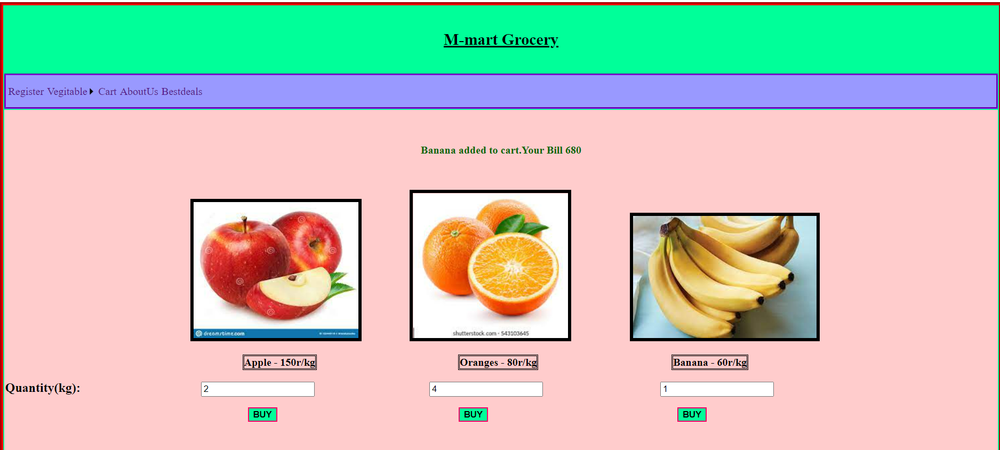 M-mart Grocery
Register Vegitable Cart AboutUs Bestdeals
Banana added to cart.Your Bill 680
dreamstime.com
shutterstock.com · 543103645
Apple - 150r/kg Oranges - 80r/kg Banana - 60r/kg
Quantity(kg): 2 4 1
BUY BUY BUY